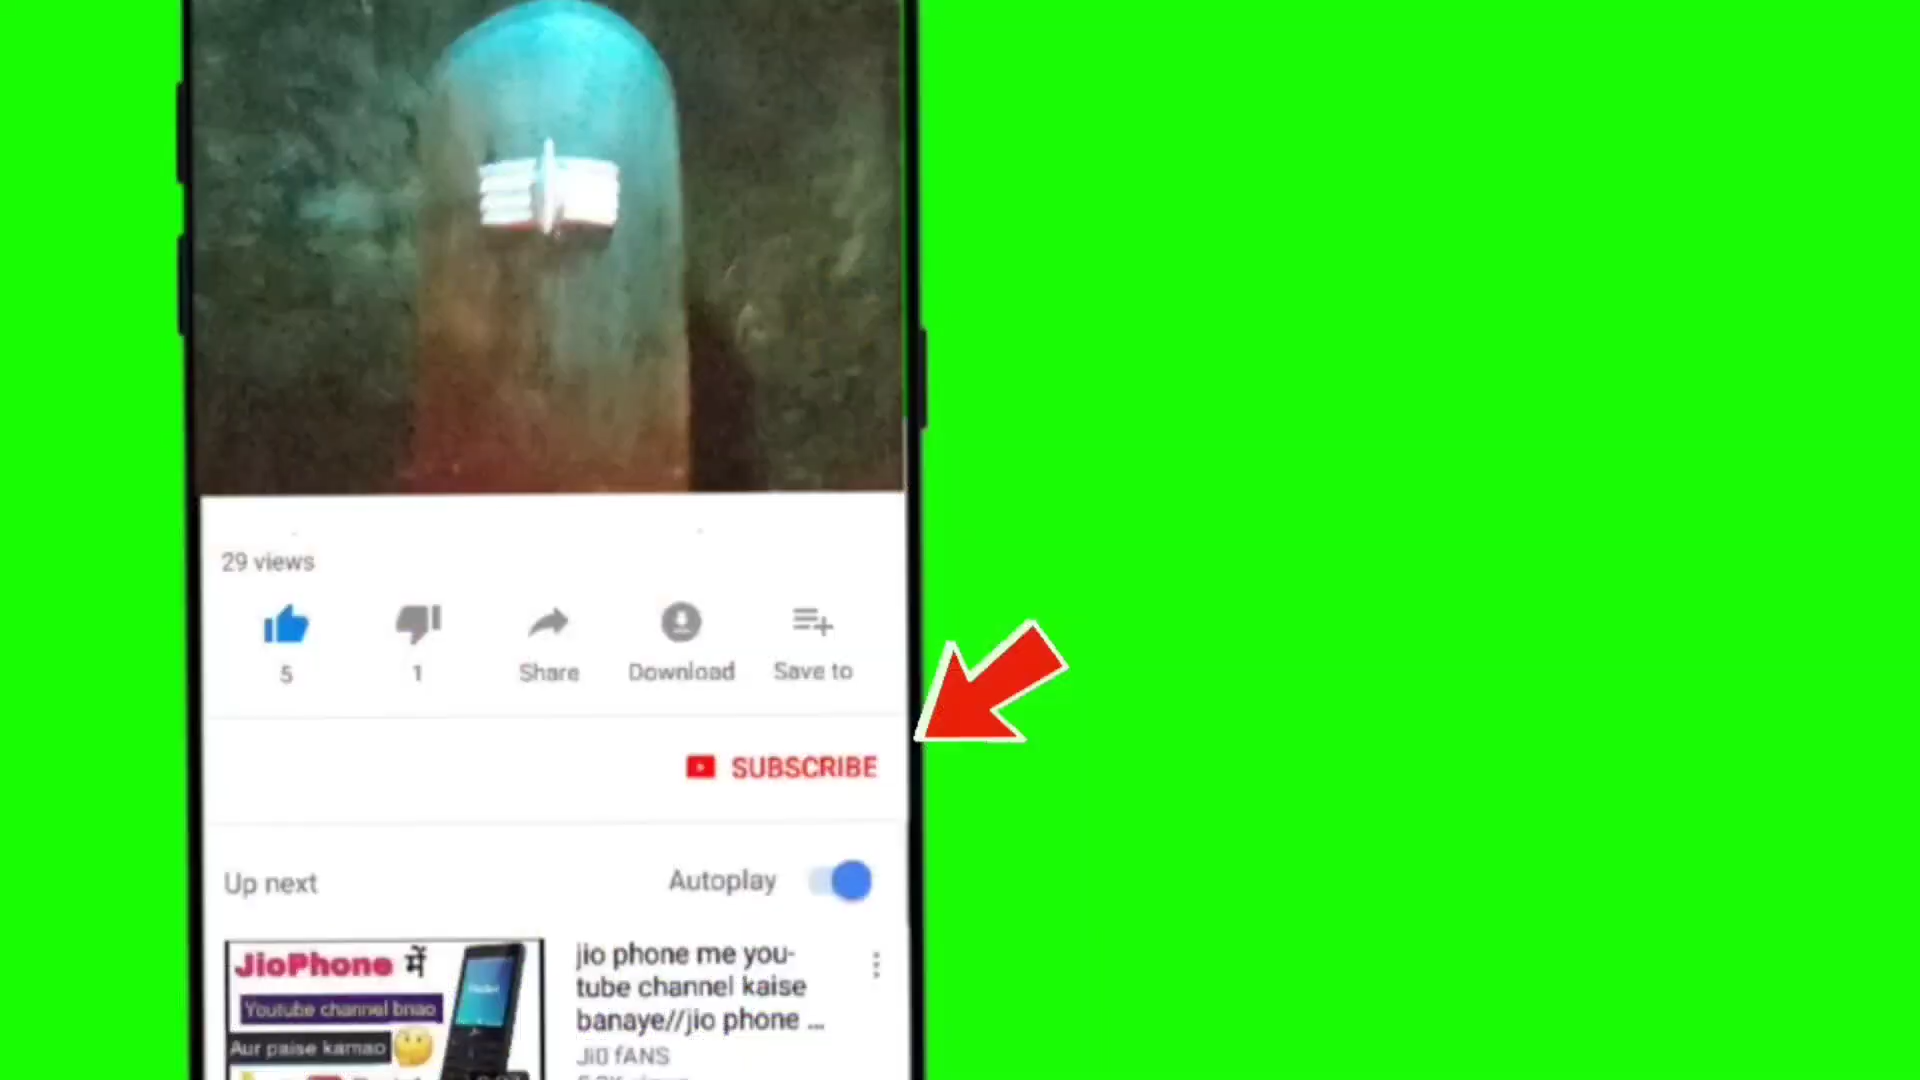 29 views
5
1
Share
Download
Save to
SUBSCRIBE
Up next
Autoplay
JioPhone में
Youtube channel bnao
Aur paise kamao
jio phone me you-
tube channel kaise
banaye//jio phone ...
JiO fANS